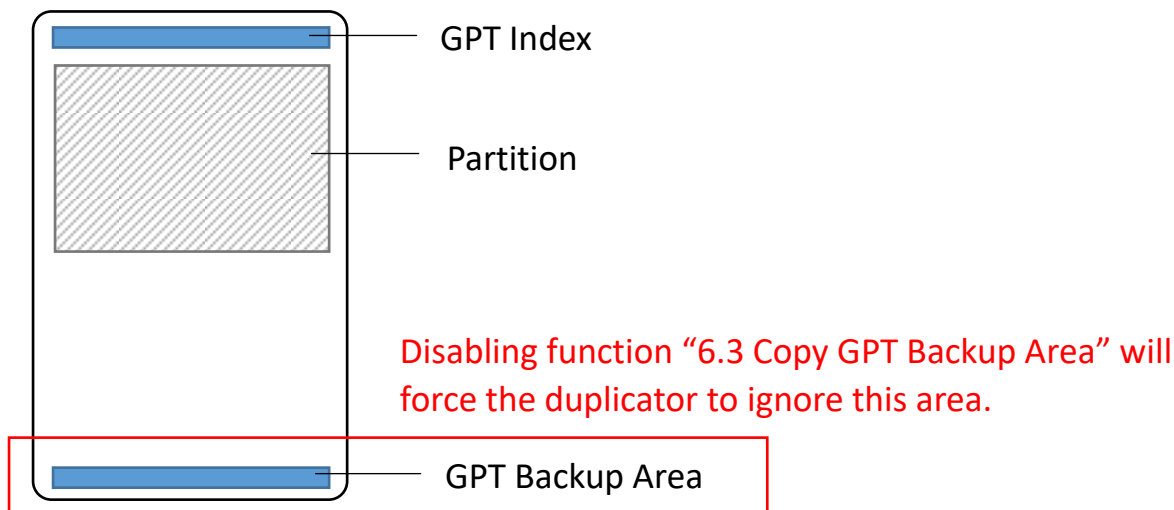 GPT Index
Partition
Disabling function “6.3 Copy GPT Backup Area” will
force the duplicator to ignore this area.
GPT Backup Area